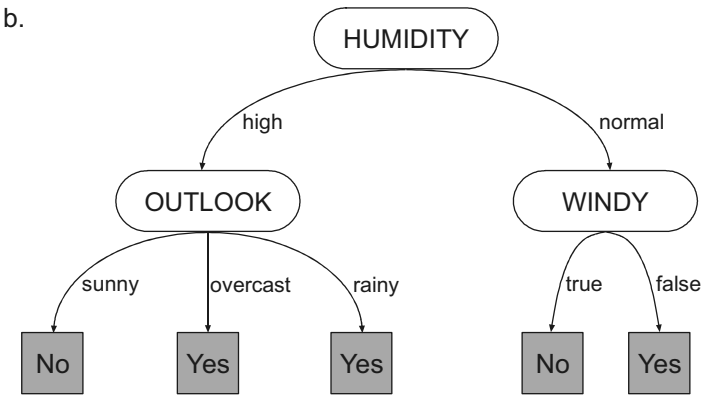 b.
HUMIDITY
high normal
OUTLOOK WINDY
sunny overcast rainy true false
No Yes Yes No Yes